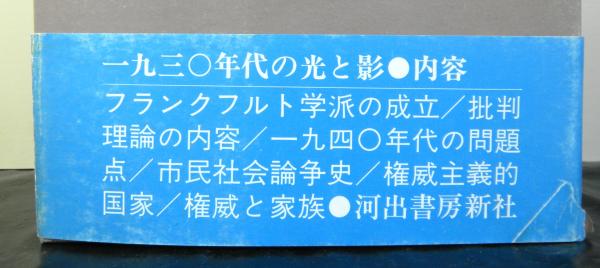 一九三〇年代の光と影●内容
フランクフルト学派の成立／批判
理論の内容／一九四〇年代の問題
点／市民社会論争史／権威主義的
国家／権威と家族●河出書房新社